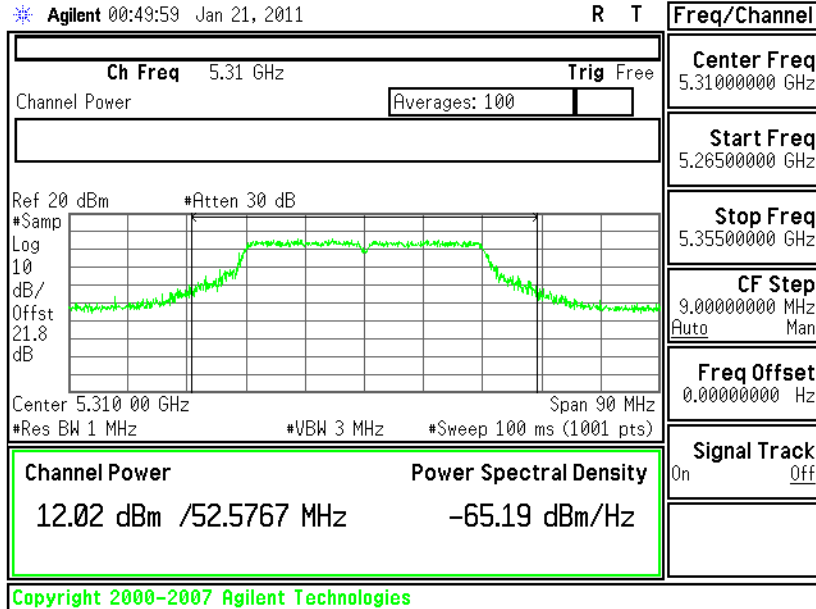 Agilent 00:49:59 Jan 21, 2011 R T
Freq/Channel
Ch Freq 5.31 GHz Trig Free
Channel Power Averages: 100
Ref 20 dBm #Atten 30 dB
#Samp
Log
10
dB/
Offst
21.8
dB
Center 5.310 00 GHz Span 90 MHz
#Res BW 1 MHz #VBW 3 MHz #Sweep 100 ms (1001 pts)
Channel Power Power Spectral Density
12.02 dBm /52.5767 MHz -65.19 dBm/Hz
Center Freq
5.31000000 GHz
Start Freq
5.26500000 GHz
Stop Freq
5.35500000 GHz
CF Step
9.00000000 MHz
Auto Man
Freq Offset
0.00000000 Hz
Signal Track
On Off
Copyright 2000-2007 Agilent Technologies